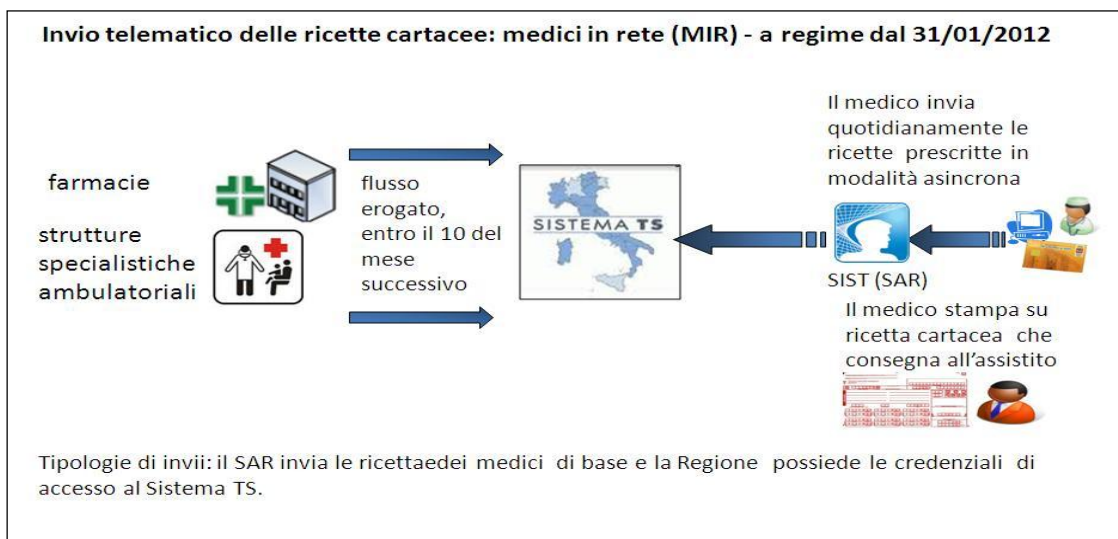 Invio telematico delle ricette cartacee: medici in rete (MIR) - a regime dal 31/01/2012
farmacie
strutture
specialistiche
ambulatoriali
flusso
erogato,
entro il 10 del
mese
successivo
SISTEMA TS
Il medico invia
quotidianamente le
ricette prescritte in
modalità asincrona
SIST (SAR)
Il medico stampa su
ricetta cartacea che
consegna all'assistito
Tipologie di invii: il SAR invia le ricettaedei medici di base e la Regione possiede le credenziali di
accesso al Sistema TS.